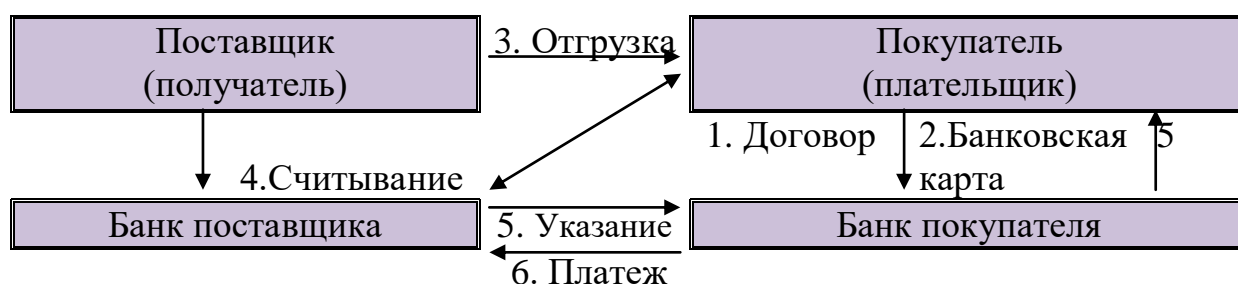 Поставщик
(получатель)
3. Отгрузка
Покупатель
(плательщик)
1. Договор
2.Банковская
карта
5
4.Считывание
Банк поставщика
5. Указание
Банк покупателя
6. Платеж